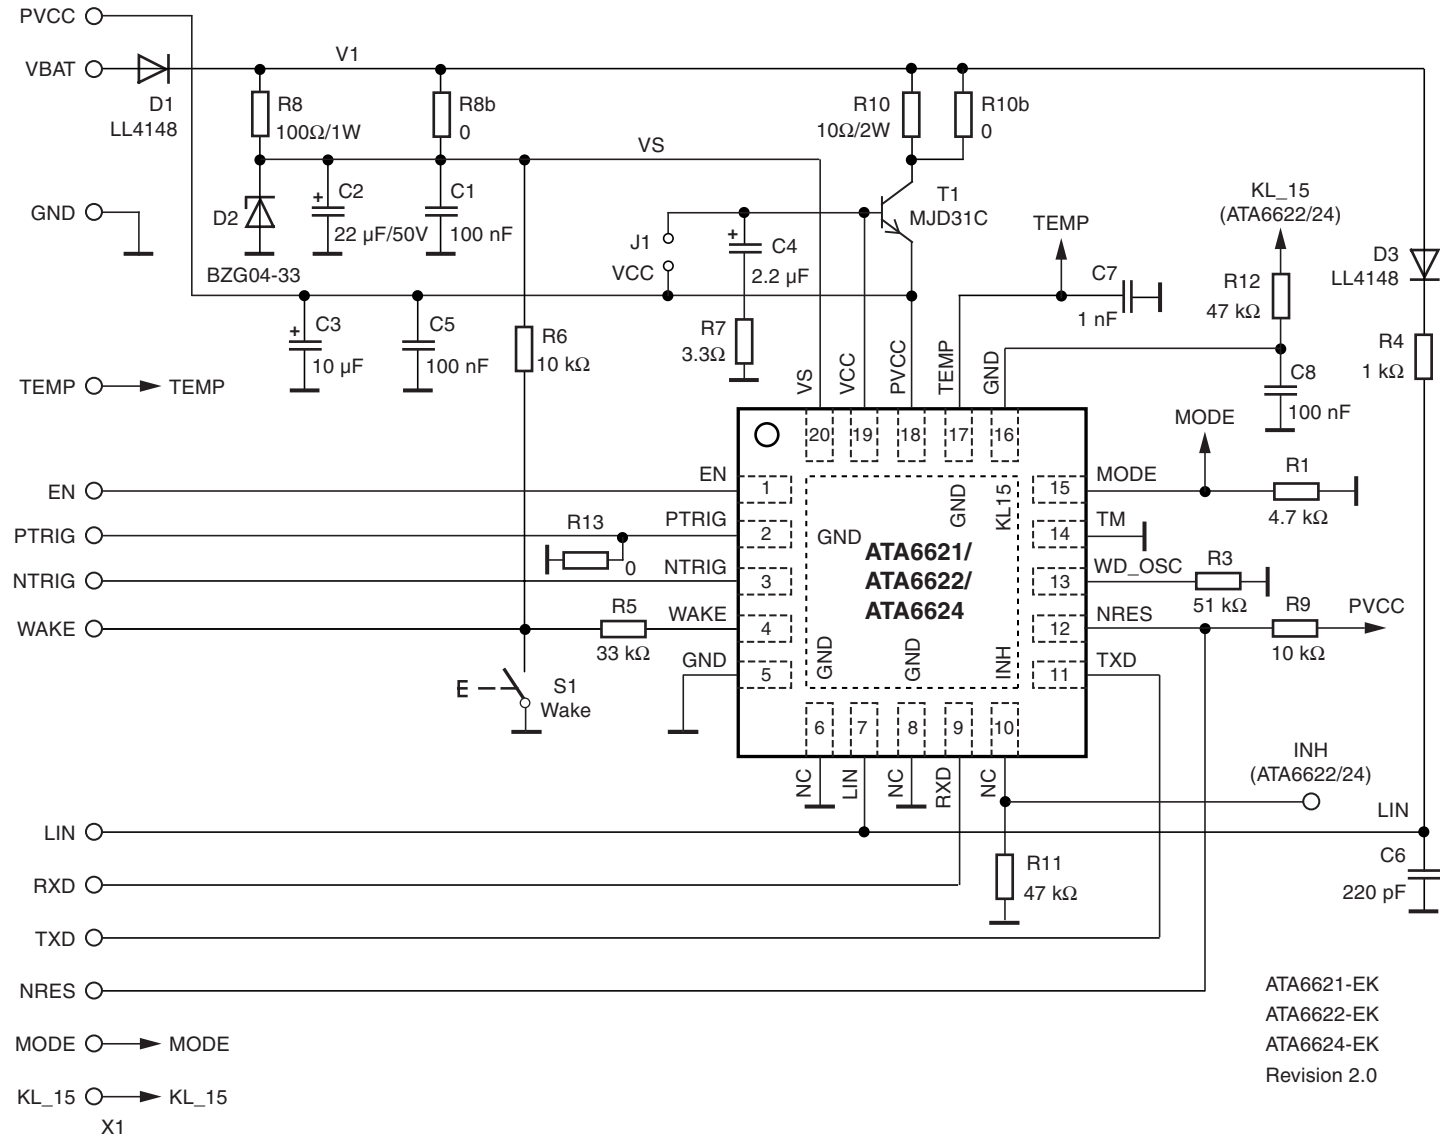 PVCC
VBAT
V1
D1
LL4148
R8
100Ω/1W
R8b
0
R10
10Ω/2W
R10b
0
VS
GND
D2
BZG04-33
+
C2
22 µF/50V
C1
100 nF
J1
VCC
+
C4
2.2 µF
T1
MJD31C
TEMP
KL_15
(ATA6622/24)
D3
LL4148
C7
1 nF
R12
47 kΩ
+
C3
10 µF
C5
100 nF
R6
10 kΩ
R7
3.3Ω
R4
1 kΩ
C8
100 nF
TEMP
TEMP
VS
VCC
PVCC
TEMP
GND
20
19
18
17
16
MODE
EN
EN
1
15
MODE
R1
4.7 kΩ
PTRIG
R13
0
PTRIG
2
14
TM
NTRIG
NTRIG
3
13
WD_OSC
R3
51 kΩ
WAKE
R5
33 kΩ
WAKE
4
12
NRES
R9
10 kΩ
PVCC
GND
5
11
TXD
GND
GND
KL15
ATA6621/
ATA6622/
ATA6624
GND
GND
INH
E
S1
Wake
6
7
8
9
10
NC
LIN
NC
RXD
NC
INH
(ATA6622/24)
LIN
LIN
C6
220 pF
R11
47 kΩ
RXD
TXD
NRES
MODE
MODE
KL_15
KL_15
X1
ATA6621-EK
ATA6622-EK
ATA6624-EK
Revision 2.0